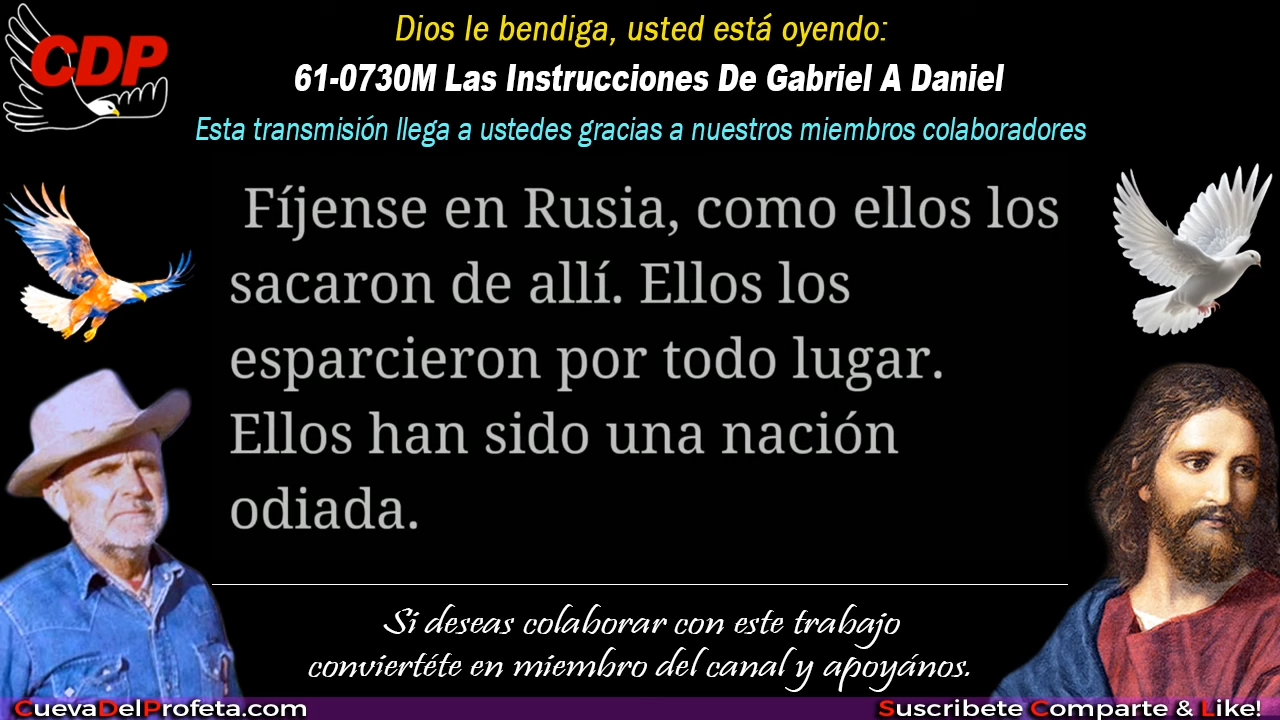 CDP
Dios le bendiga, usted está oyendo:
61-0730M Las Instrucciones De Gabriel A Daniel
Esta transmisión llega a ustedes gracias a nuestros miembros colaboradores
Fíjense en Rusia, como ellos los
sacaron de allí. Ellos los
esparcieron por todo lugar.
Ellos han sido una nación
odiada.
Si deseas colaborar con este trabajo
conviertéte en miembro del canal y apoyános.
CuevaDelProfeta.com
Suscribete Comparte & Like!